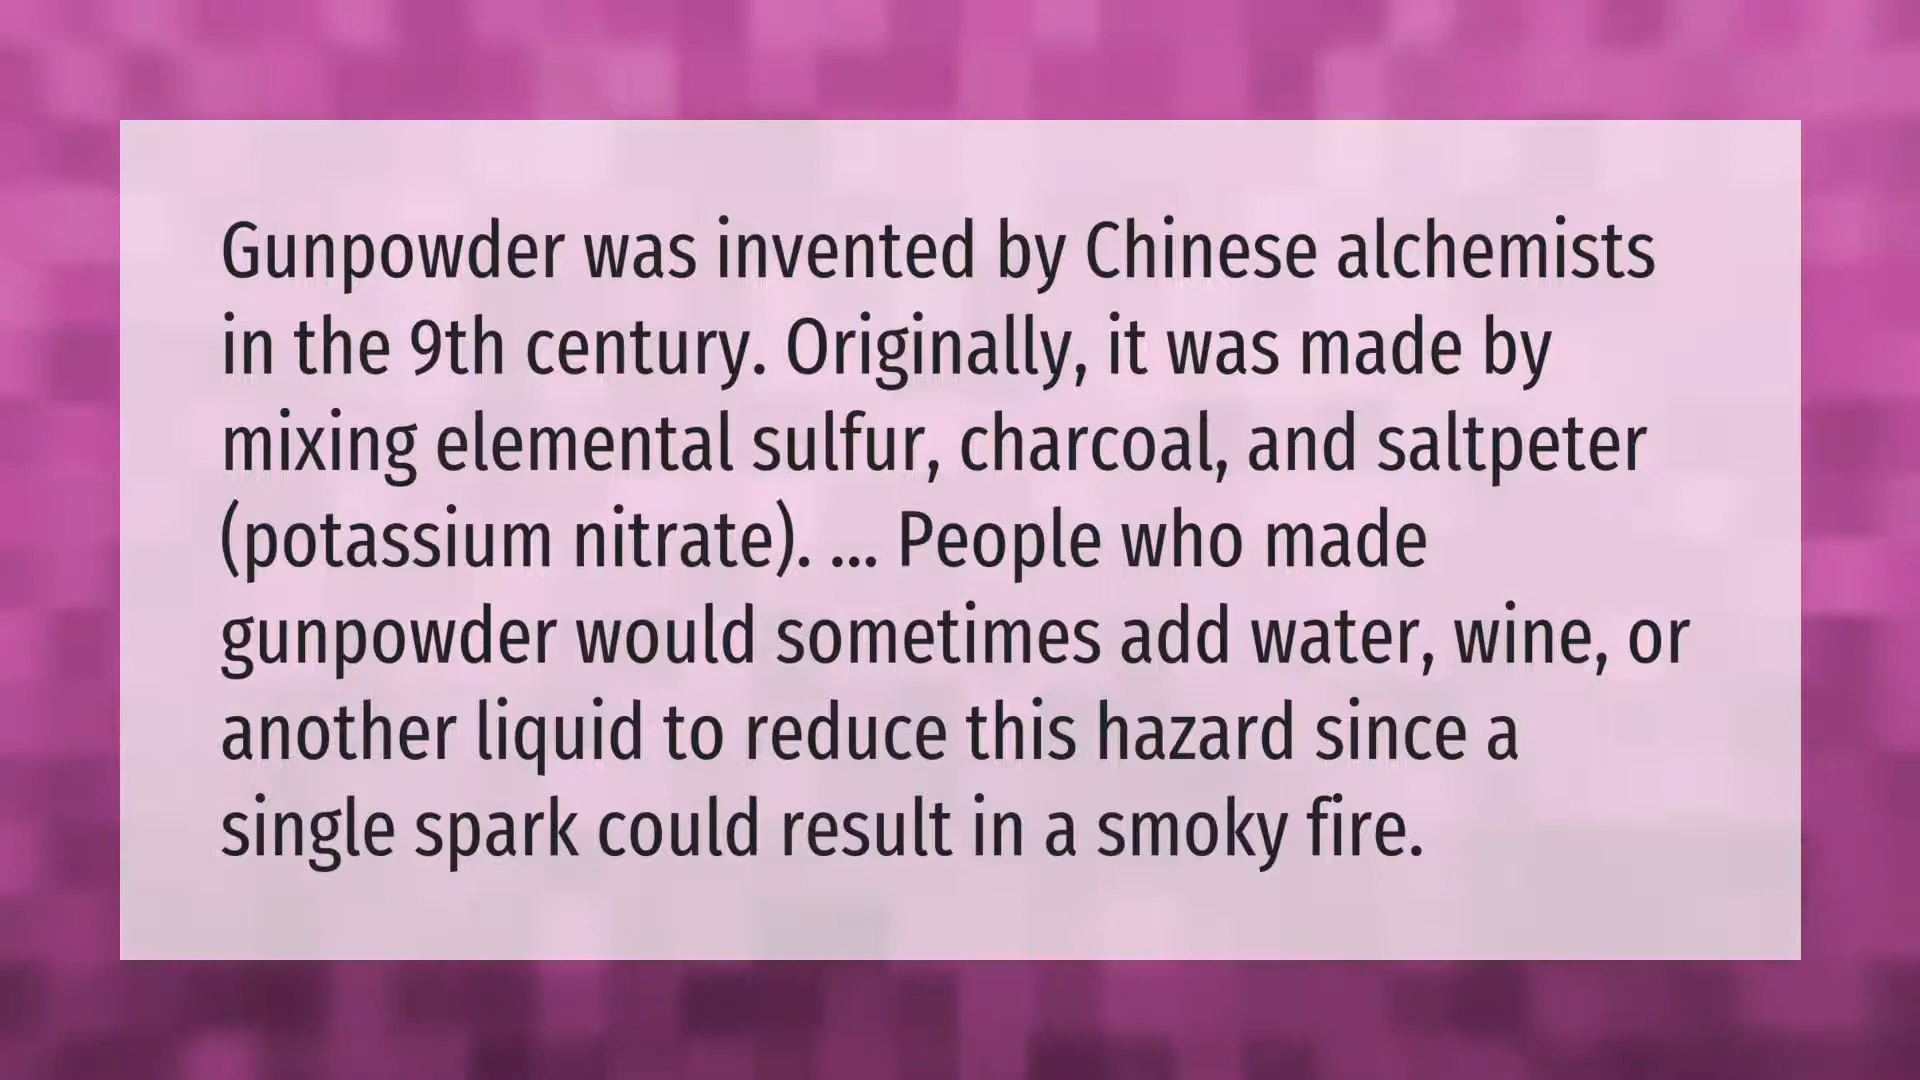 Gunpowder was invented by Chinese alchemists
in the 9th century. Originally, it was made by
mixing elemental sulfur, charcoal, and saltpeter
(potassium nitrate). ... People who made
gunpowder would sometimes add water, wine, or
another liquid to reduce this hazard since a
single spark could result in a smoky fire.